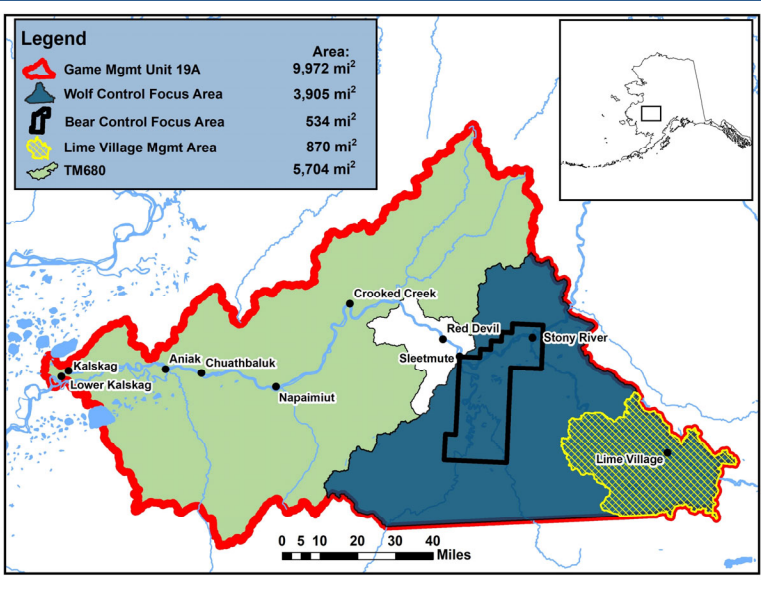 Legend
Area:
Game Mgmt Unit 19A 9,972 mi²
Wolf Control Focus Area 3,905 mi²
Bear Control Focus Area 534 mi²
Lime Village Mgmt Area 870 mi²
TM680 5,704 mi²
Crooked Creek
Red Devil
Stony River
Sleetmute
Aniak
Chuathbaluk
Kalskag
Lower Kalskag
Napaimiut
Lime Village
0 5 10 20 30 40
Miles